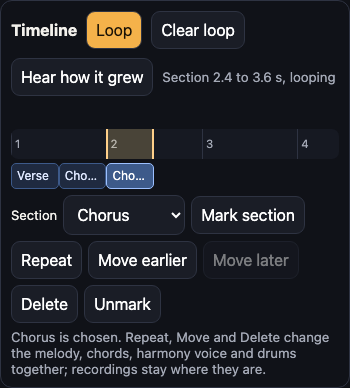 Timeline Loop Clear loop
Hear how it grew Section 2.4 to 3.6 s, looping
1 2 3 4
Verse Cho... Cho...
Section Chorus Mark section
Repeat Move earlier Move later
Delete Unmark
Chorus is chosen. Repeat, Move and Delete change
the melody, chords, harmony voice and drums
together; recordings stay where they are.